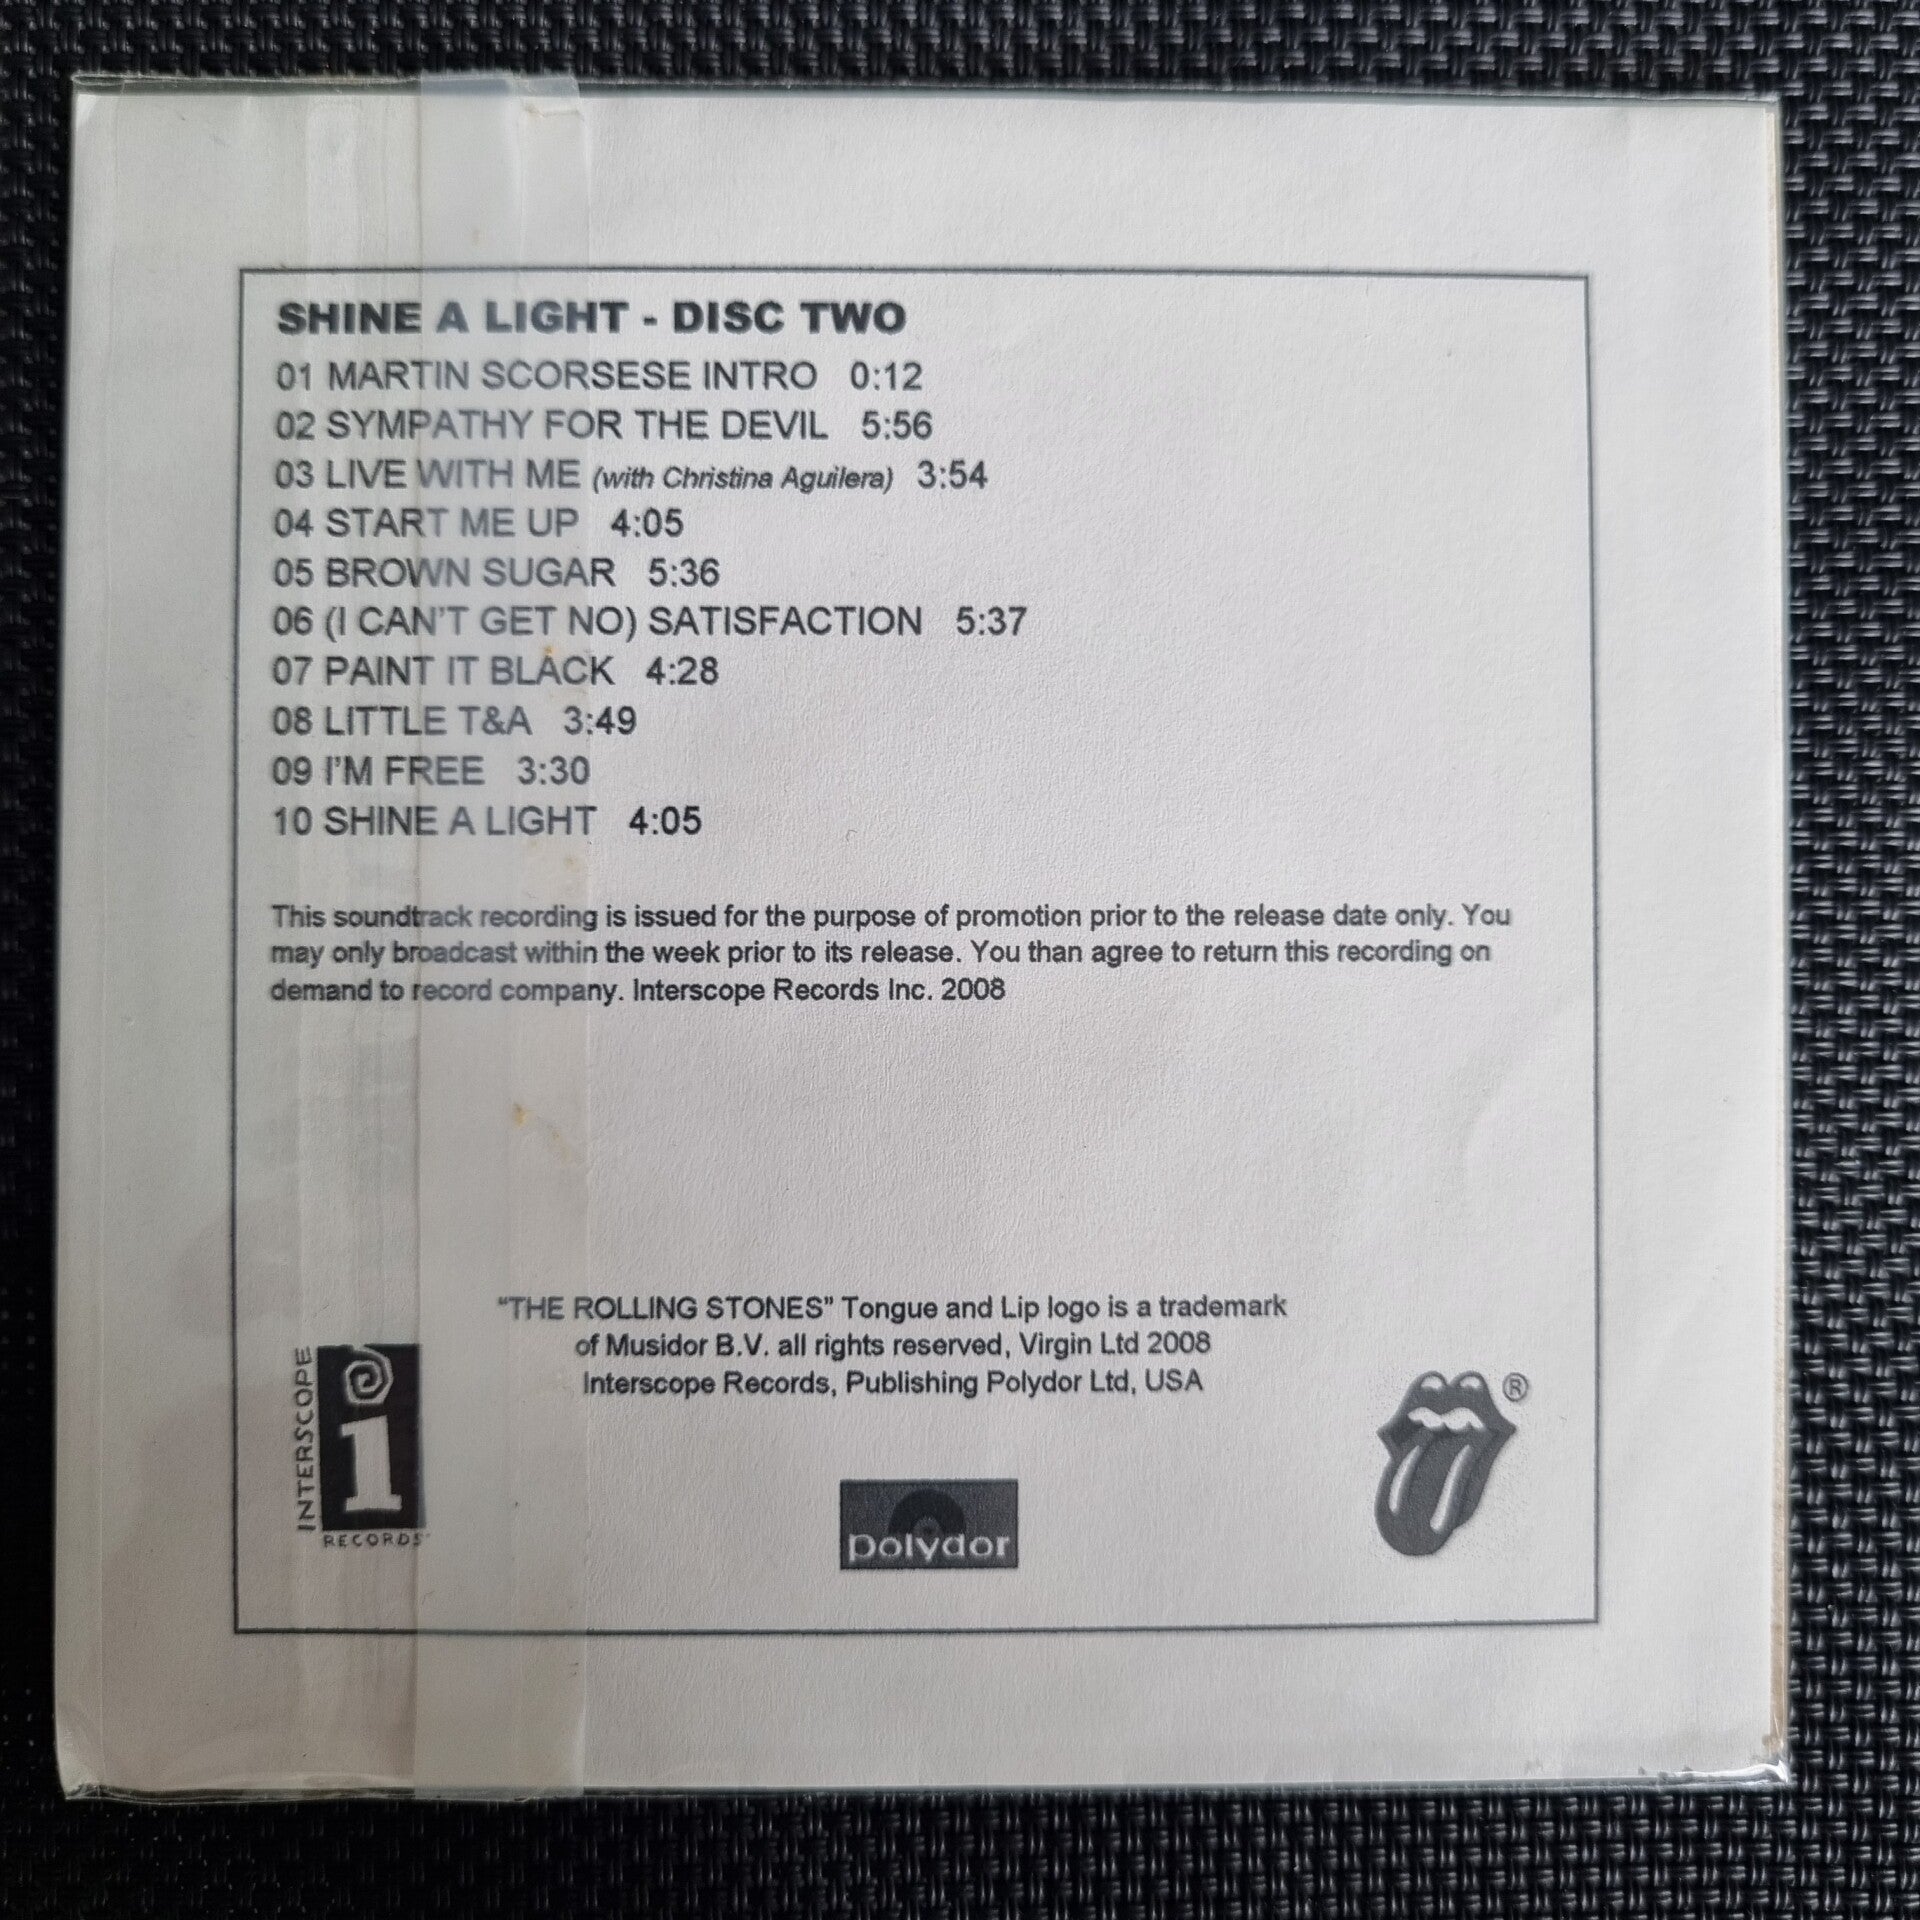 SHINE A LIGHT - DISC TWO
01 MARTIN SCORSESE INTRO 0:12
02 SYMPATHY FOR THE DEVIL 5:56
03 LIVE WITH ME (with Christina Aguilera) 3:54
04 START ME UP 4:05
05 BROWN SUGAR 5:36
06 (I CAN'T GET NO) SATISFACTION 5:37
07 PAINT IT BLACK 4:28
08 LITTLE T&A 3:49
09 I'M FREE 3:30
10 SHINE A LIGHT 4:05
This soundtrack recording is issued for the purpose of promotion prior to the release date only. You
may only broadcast within the week prior to its release. You than agree to return this recording on
demand to record company. Interscope Records Inc. 2008
"THE ROLLING STONES" Tongue and Lip logo is a trademark
of Musidor B.V. all rights reserved, Virgin Ltd 2008
Interscope Records, Publishing Polydor Ltd, USA
INTERSCOPE
i
RECORDS
polydor
®